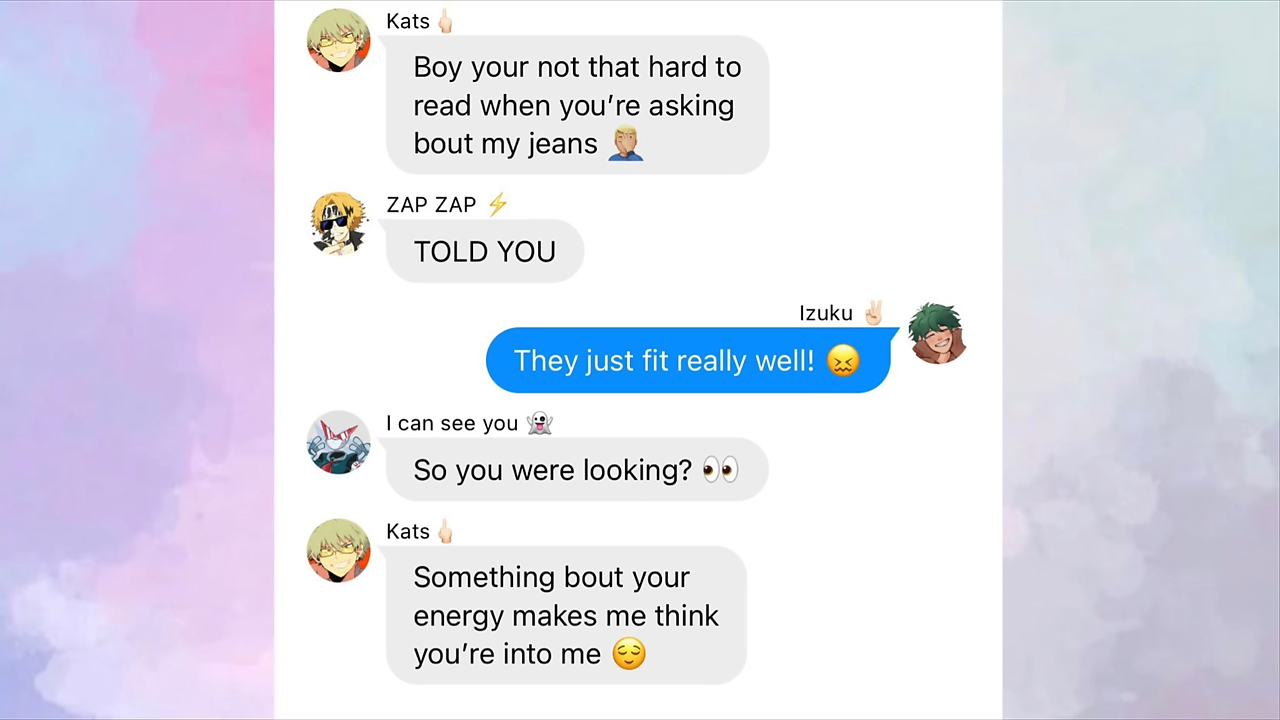 Kats🖕🏻
Boy your not that hard to
read when you’re asking
bout my jeans 🤦🏼‍♂️
ZAP ZAP ⚡
TOLD YOU
Izuku ✌🏻
They just fit really well! 😖
I can see you 👻
So you were looking? 👀
Kats🖕🏻
Something bout your
energy makes me think
you’re into me 😌